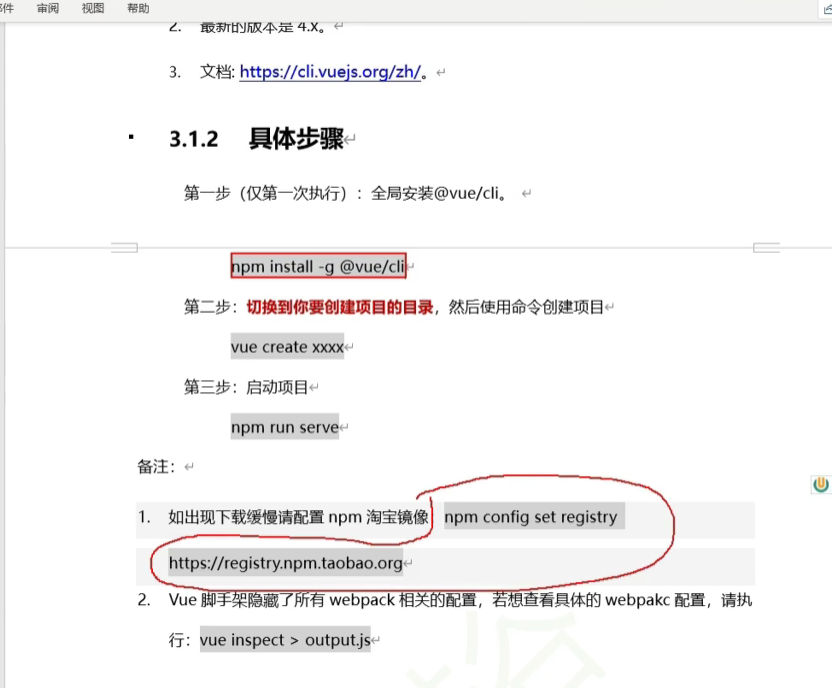 审阅 视图 帮助
2. 最新的版本是 4.x。
3. 文档: https://cli.vuejs.org/zh/。
3.1.2 具体步骤
第一步（仅第一次执行）：全局安装@vue/cli。
npm install -g @vue/cli
第二步：切换到你要创建项目的目录，然后使用命令创建项目
vue create xxxx
第三步：启动项目
npm run serve
备注：
1. 如出现下载缓慢请配置 npm 淘宝镜像 npm config set registry
https://registry.npm.taobao.org
2. Vue 脚手架隐藏了所有 webpack 相关的配置，若想查看具体的 webpakc 配置，请执
行：vue inspect > output.js